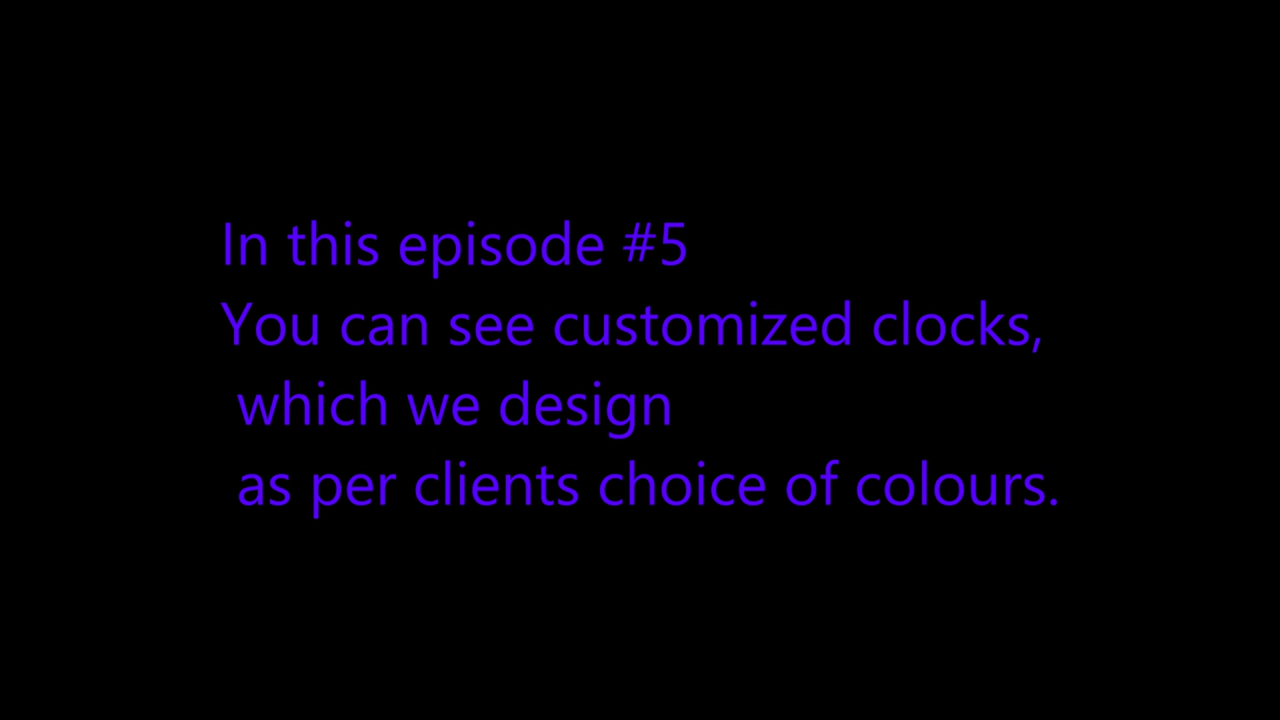 In this episode #5
You can see customized clocks,
which we design
as per clients choice of colours.